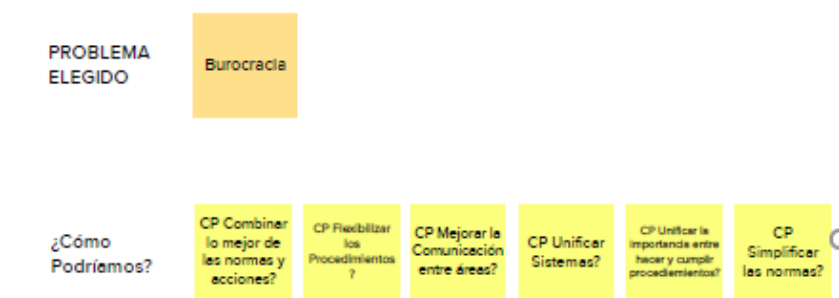 PROBLEMA
ELEGIDO
Burocracia
¿Cómo
Podríamos?
CP Combinar
lo mejor de
las normas y
acciones?
CP Flexibilizar
los
Procedimientos
?
CP Mejorar la
Comunicación
entre áreas?
CP Unificar
Sistemas?
CP Unificar la
importancia entre
hacer y cumplir
procediemientos?
CP
Simplificar
las normas?